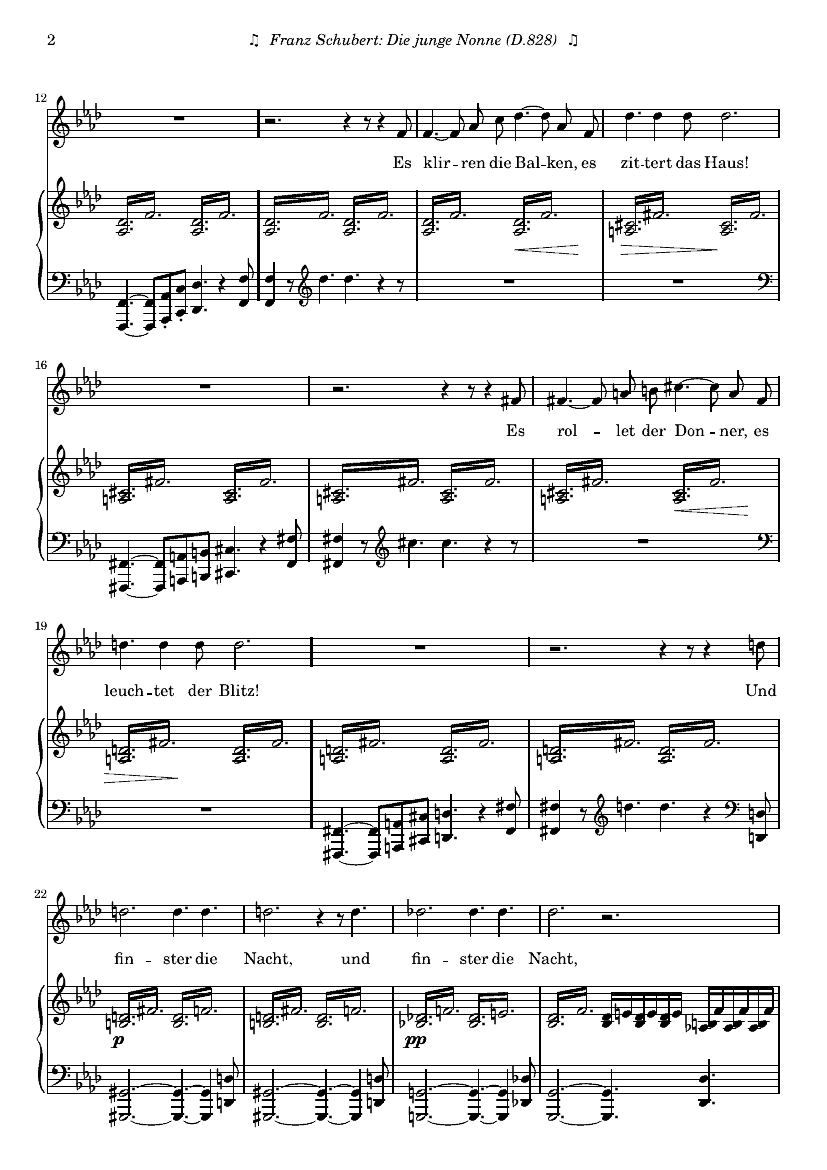 2
♫ Franz Schubert: Die junge Nonne (D.828) ♫
12
Es klir – ren die Bal – ken, es zit – tert das Haus!
16
Es rol – let der Don – ner, es
19
leuch – tet der Blitz! Und
22
fin – ster die Nacht, und fin – ster die Nacht,
p pp